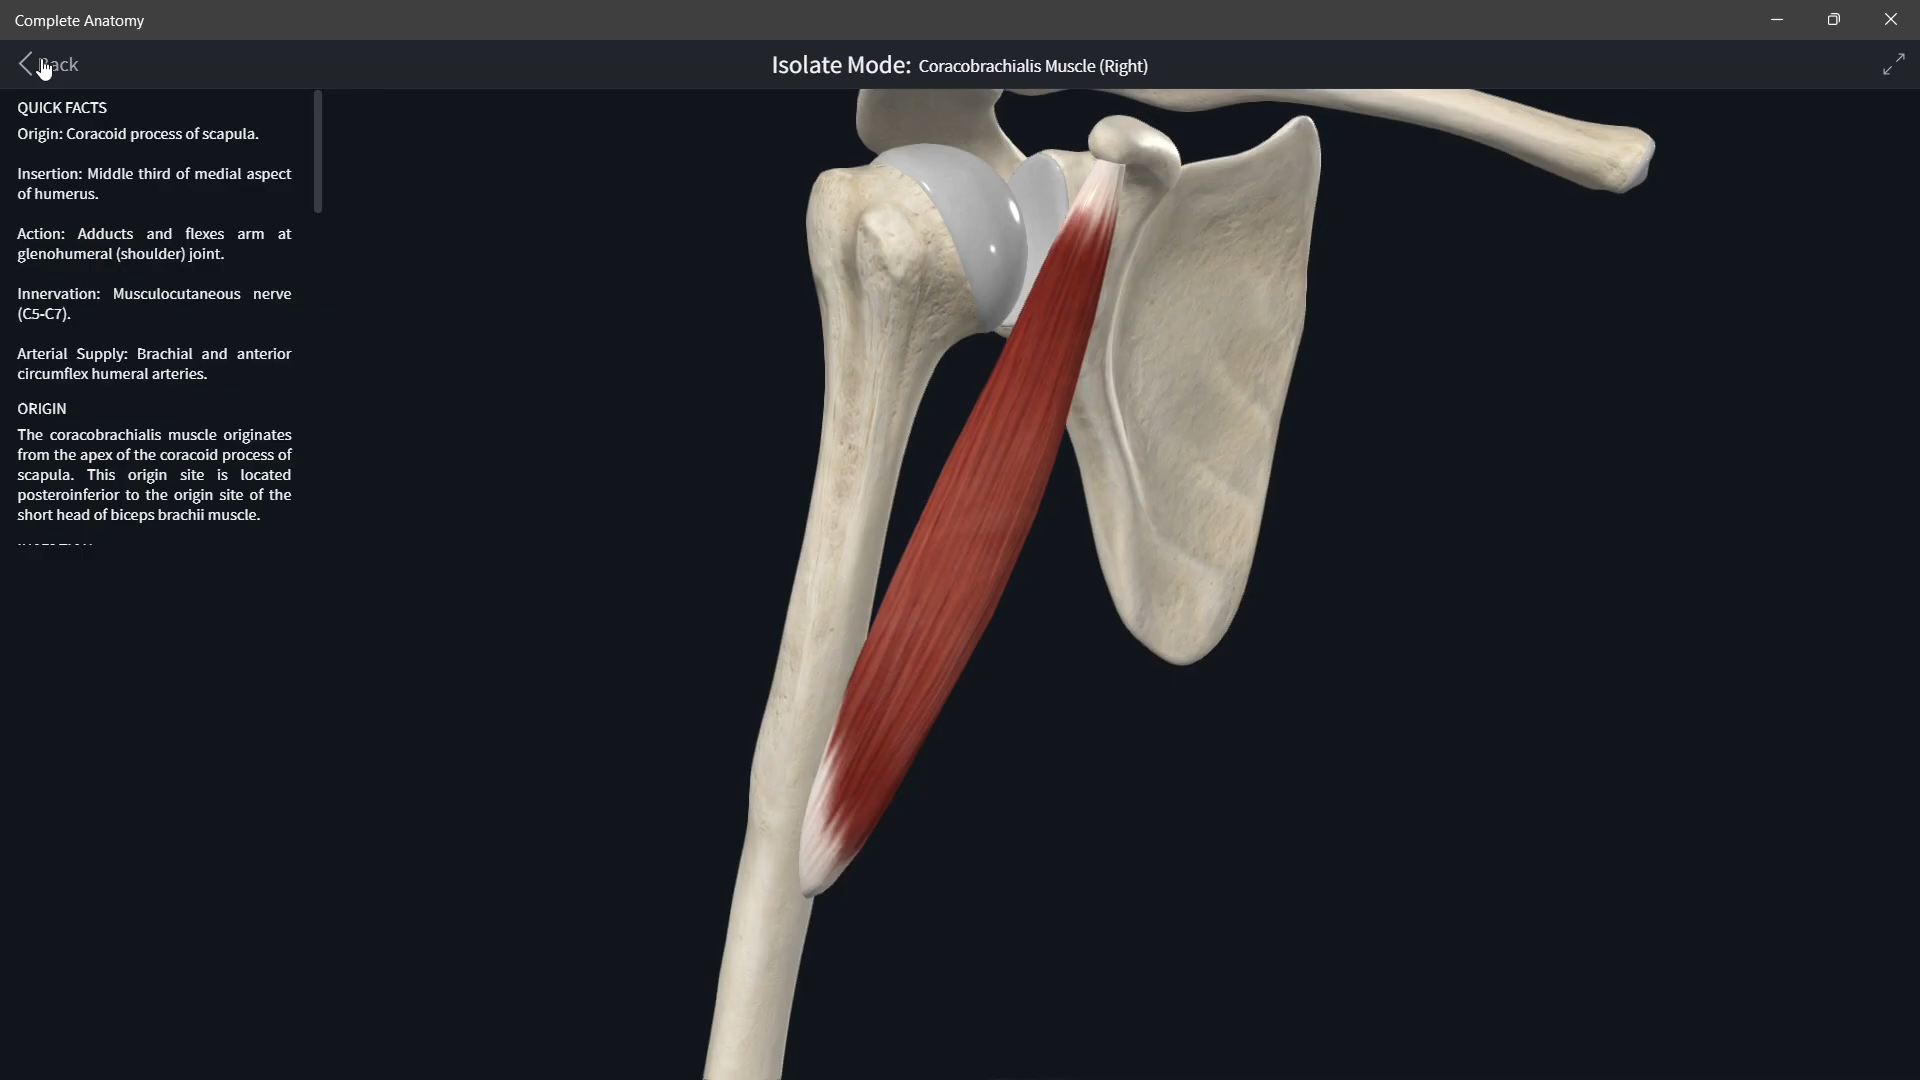 Complete Anatomy
Back
Isolate Mode: Coracobrachialis Muscle (Right)
QUICK FACTS
Origin: Coracoid process of scapula.
Insertion: Middle third of medial aspect
of humerus.
Action: Adducts and flexes arm at
glenohumeral (shoulder) joint.
Innervation: Musculocutaneous nerve
(C5-C7).
Arterial Supply: Brachial and anterior
circumflex humeral arteries.
ORIGIN
The coracobrachialis muscle originates
from the apex of the coracoid process of
scapula. This origin site is located
posteroinferior to the origin site of the
short head of biceps brachii muscle.